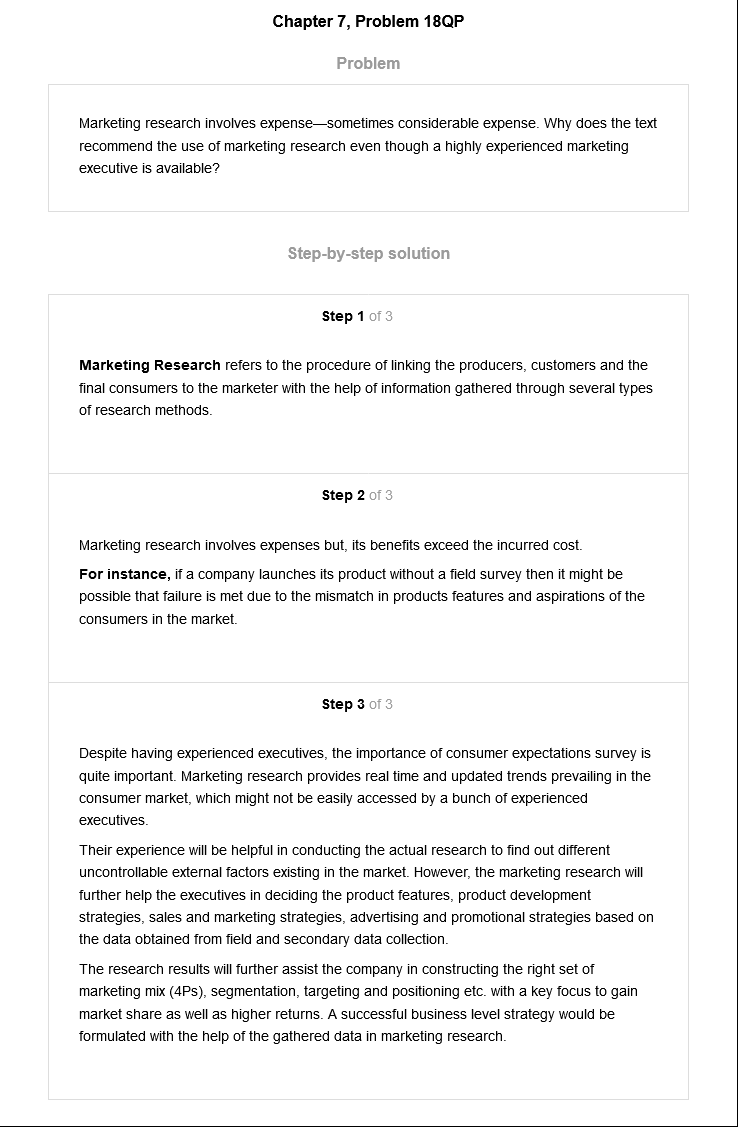 Chapter 7, Problem 18QP
Problem
Marketing research involves expense—sometimes considerable expense. Why does the text
recommend the use of marketing research even though a highly experienced marketing
executive is available?
Step-by-step solution
Step 1 of 3
Marketing Research refers to the procedure of linking the producers, customers and the
final consumers to the marketer with the help of information gathered through several types
of research methods.
Step 2 of 3
Marketing research involves expenses but, its benefits exceed the incurred cost.
For instance, if a company launches its product without a field survey then it might be
possible that failure is met due to the mismatch in products features and aspirations of the
consumers in the market.
Step 3 of 3
Despite having experienced executives, the importance of consumer expectations survey is
quite important. Marketing research provides real time and updated trends prevailing in the
consumer market, which might not be easily accessed by a bunch of experienced
executives.
Their experience will be helpful in conducting the actual research to find out different
uncontrollable external factors existing in the market. However, the marketing research will
further help the executives in deciding the product features, product development
strategies, sales and marketing strategies, advertising and promotional strategies based on
the data obtained from field and secondary data collection.
The research results will further assist the company in constructing the right set of
marketing mix (4Ps), segmentation, targeting and positioning etc. with a key focus to gain
market share as well as higher returns. A successful business level strategy would be
formulated with the help of the gathered data in marketing research.